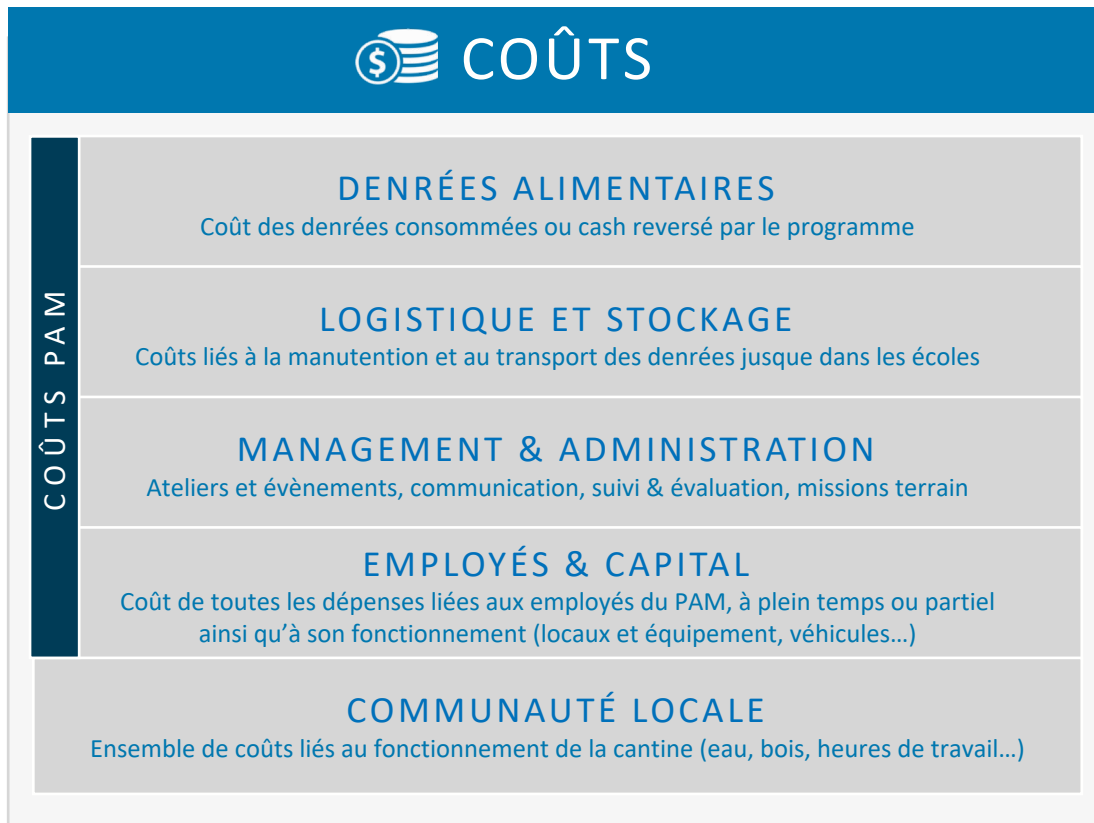 COÛTS
COÛTS PAM
DENRÉES ALIMENTAIRES
Coût des denrées consommées ou cash reversé par le programme
LOGISTIQUE ET STOCKAGE
Coûts liés à la manutention et au transport des denrées jusque dans les écoles
MANAGEMENT & ADMINISTRATION
Ateliers et évènements, communication, suivi & évaluation, missions terrain
EMPLOYÉS & CAPITAL
Coût de toutes les dépenses liées aux employés du PAM, à plein temps ou partiel
ainsi qu’à son fonctionnement (locaux et équipement, véhicules…)
COMMUNAUTÉ LOCALE
Ensemble de coûts liés au fonctionnement de la cantine (eau, bois, heures de travail…)